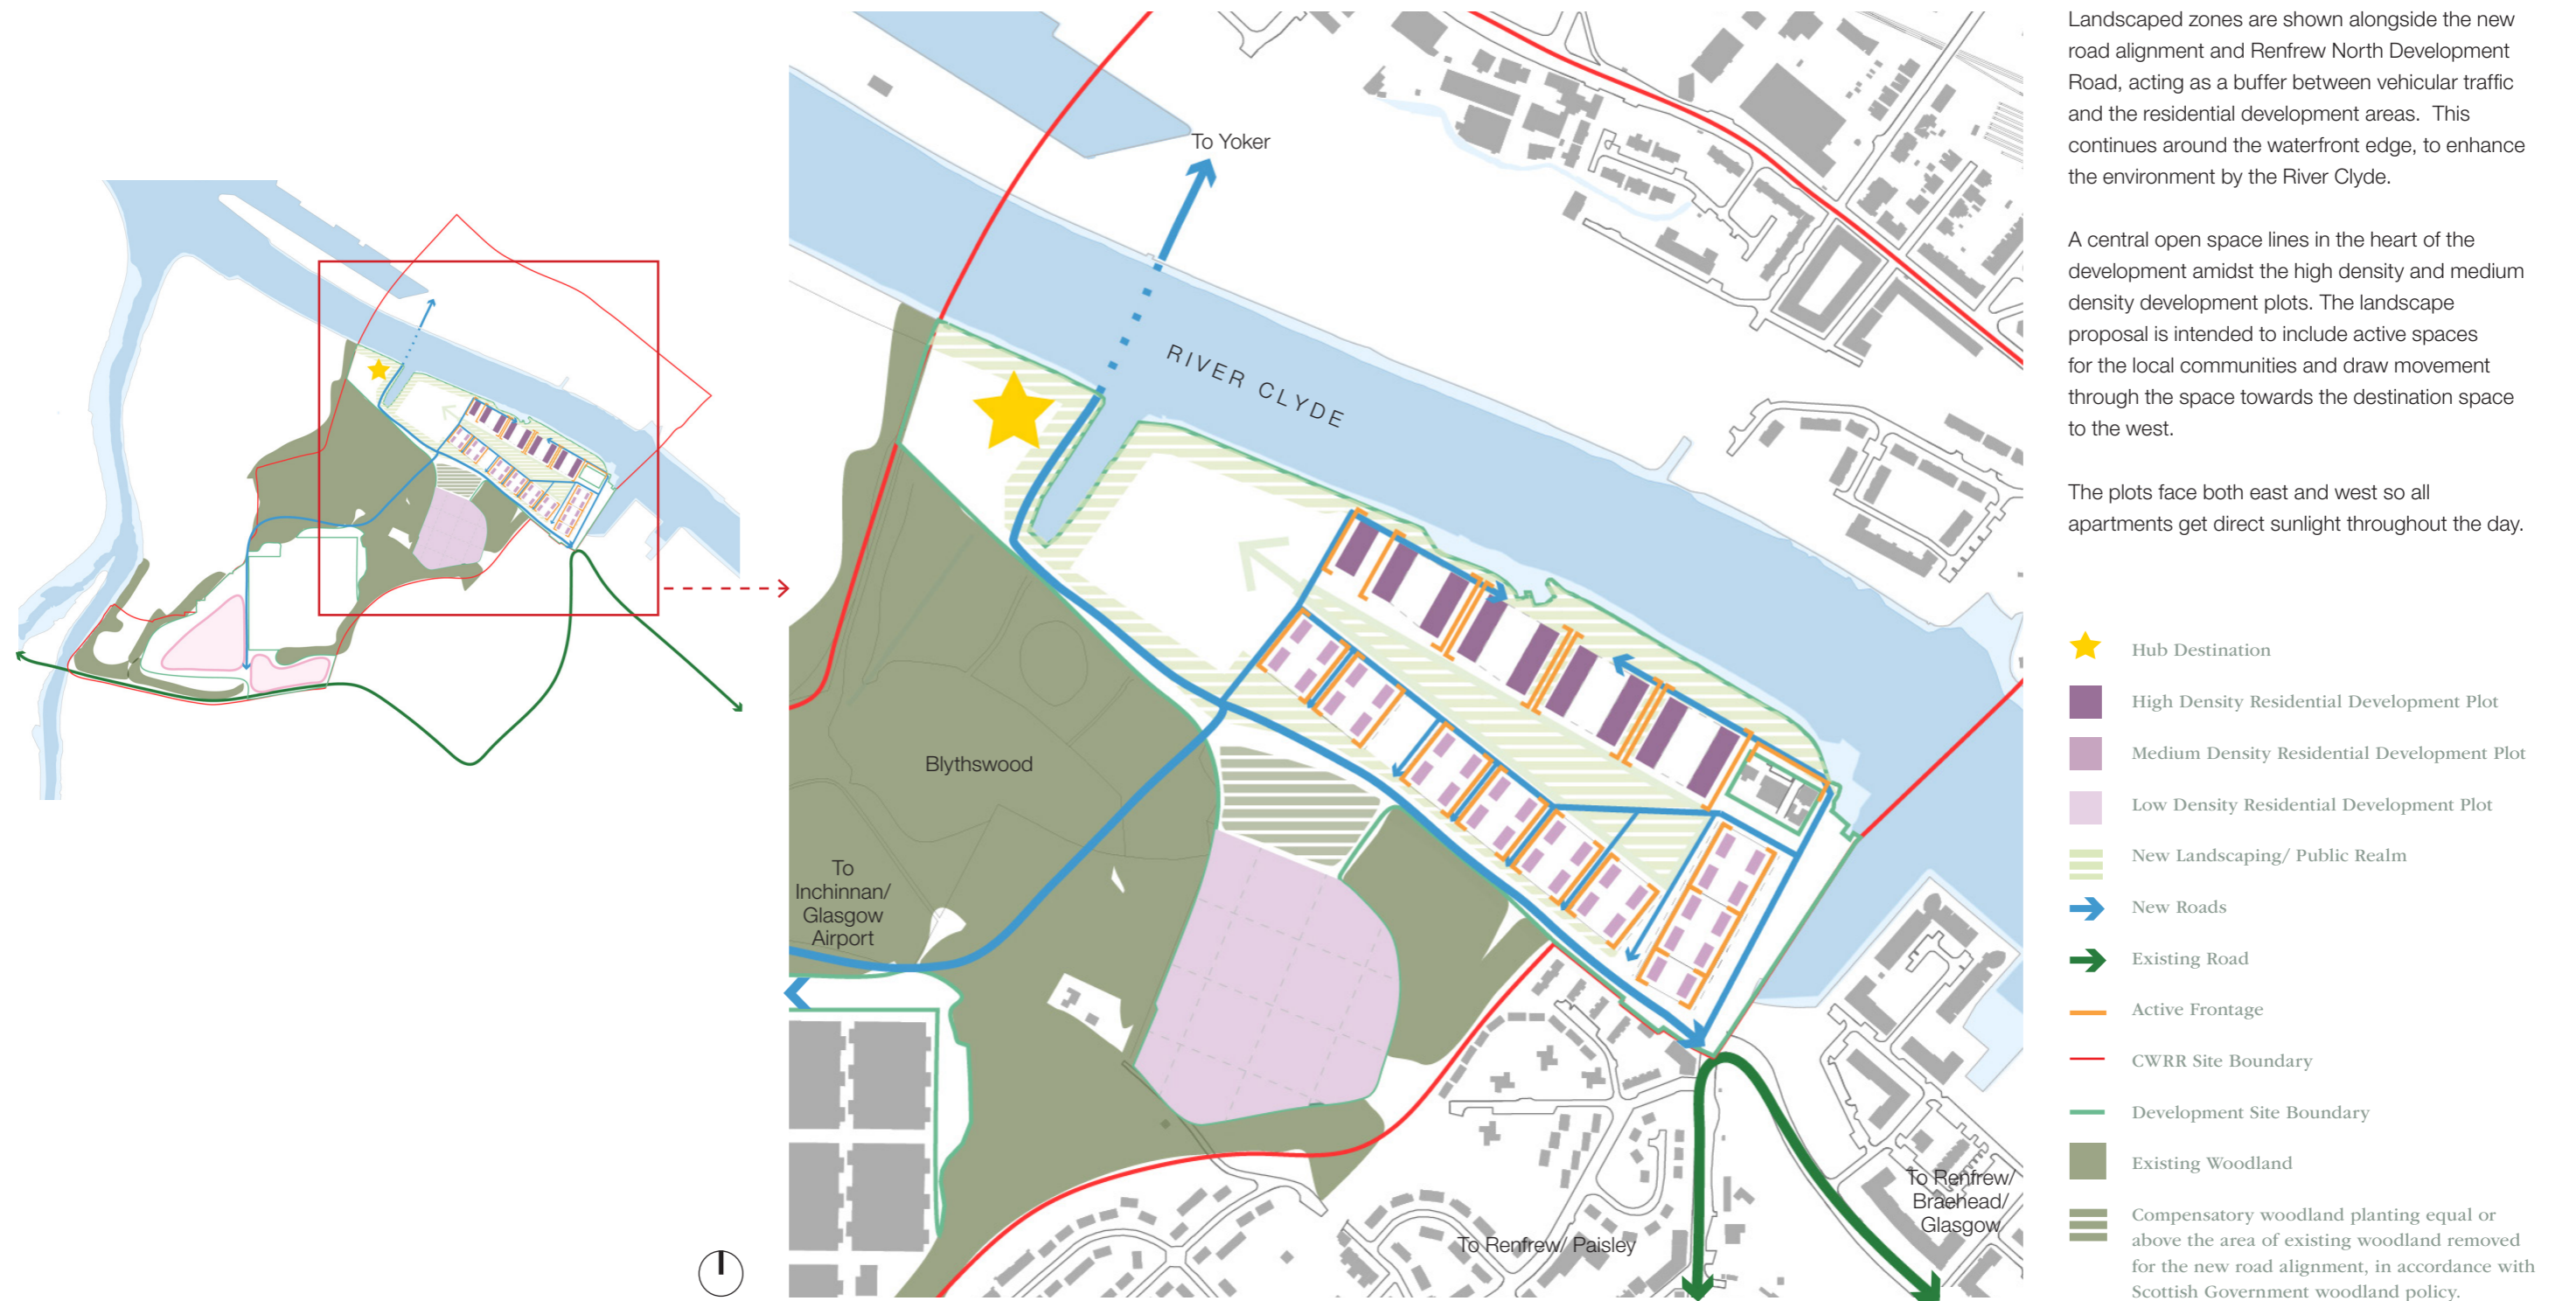 To Yoker
RIVER CLYDE
Blythswood
To
Inchinnan/
Glasgow
Airport
To Renfrew/
Braehead/
Glasgow
To Renfrew/ Paisley
Landscaped zones are shown alongside the new
road alignment and Renfrew North Development
Road, acting as a buffer between vehicular traffic
and the residential development areas. This
continues around the waterfront edge, to enhance
the environment by the River Clyde.
A central open space lines in the heart of the
development amidst the high density and medium
density development plots. The landscape
proposal is intended to include active spaces
for the local communities and draw movement
through the space towards the destination space
to the west.
The plots face both east and west so all
apartments get direct sunlight throughout the day.
Hub Destination
High Density Residential Development Plot
Medium Density Residential Development Plot
Low Density Residential Development Plot
New Landscaping/ Public Realm
New Roads
Existing Road
Active Frontage
CWRR Site Boundary
Development Site Boundary
Existing Woodland
Compensatory woodland planting equal or
above the area of existing woodland removed
for the new road alignment, in accordance with
Scottish Government woodland policy.